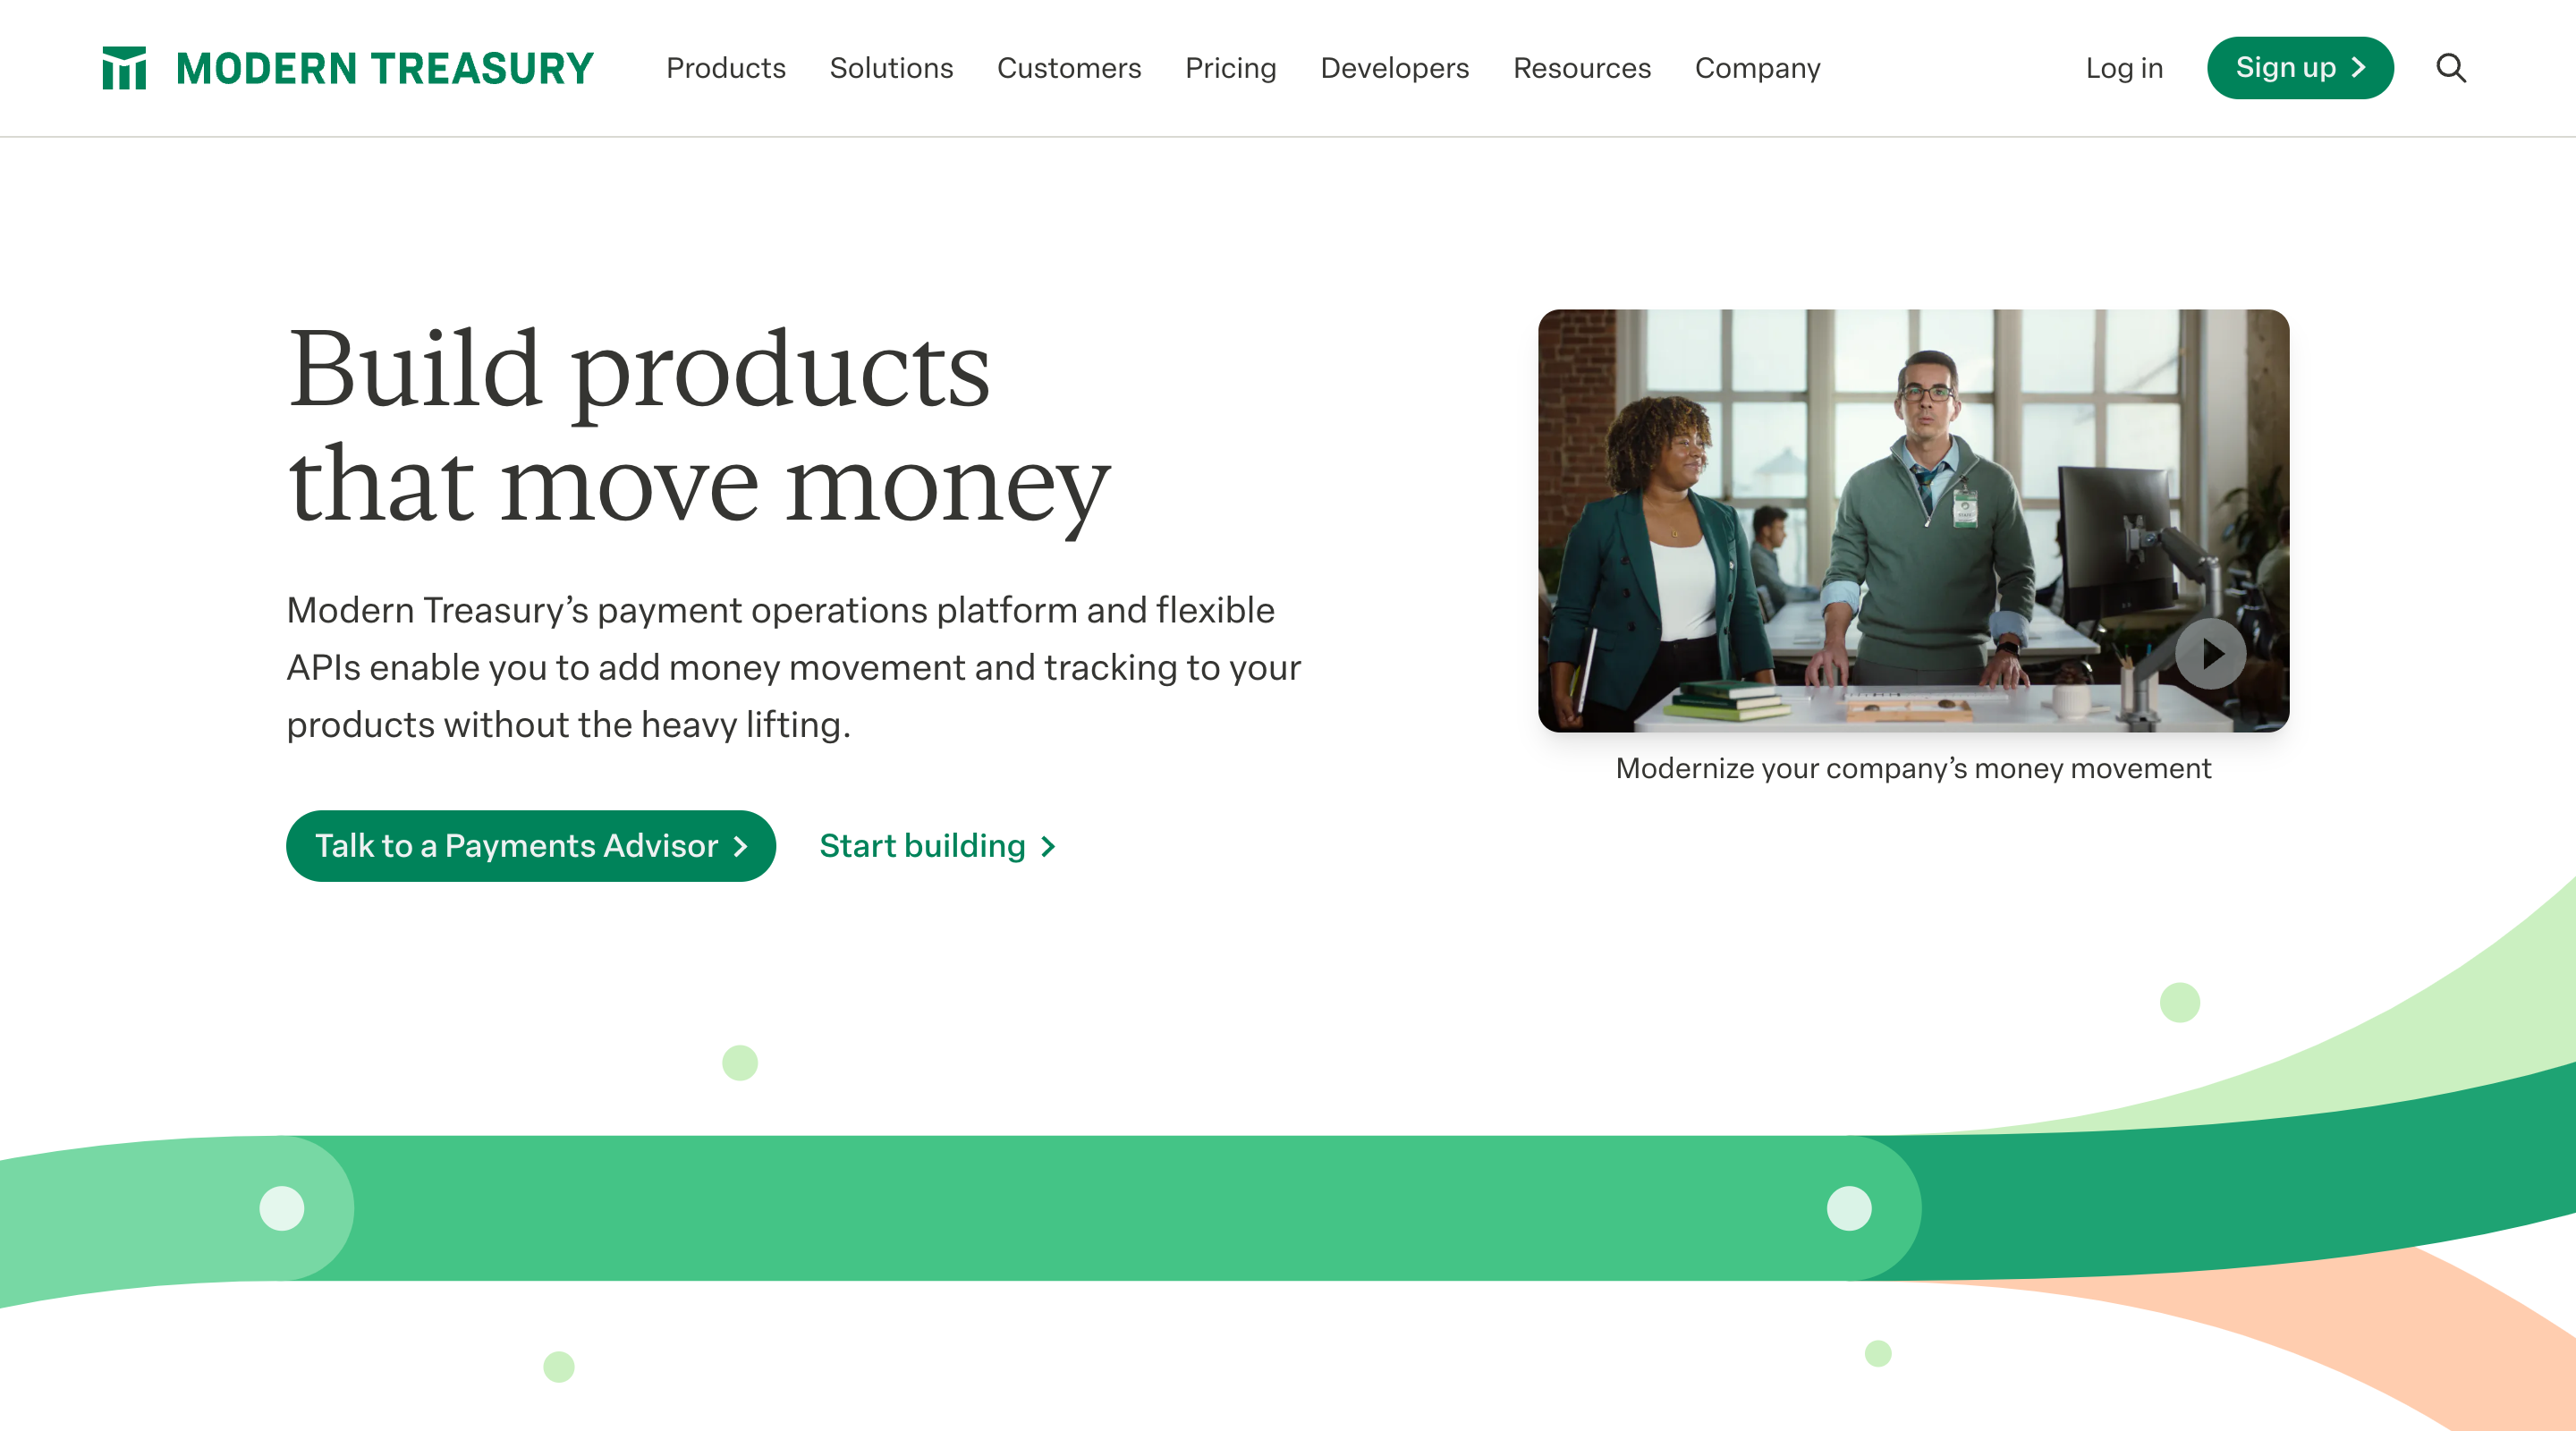 MODERN TREASURY
Products
Solutions
Customers
Pricing
Developers
Resources
Company
Log in
Sign up
Build products
that move money
Modern Treasury’s payment operations platform and flexible
APIs enable you to add money movement and tracking to your
products without the heavy lifting.
Talk to a Payments Advisor
Start building
Modernize your company’s money movement